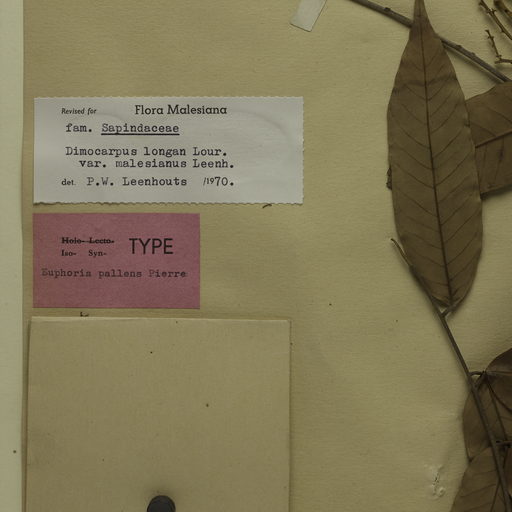 Revised for Flora Malesiana
fam. Sapindaceae
Dimocarpus longan Lour.
var. malesianus Leenh.
det. P.W. Leenhouts /1970.
Holo- Lecto- TYPE
Iso- Syn-
Euphoria pallens Pierre